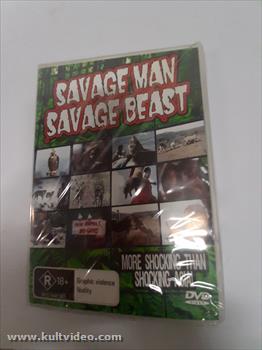 SAVAGE MAN
SAVAGE BEAST
MORE SHOCKING THAN
SHOCKING ASIA
R 18+
Graphic violence
Nudity
DVD
www.kultvideo.com